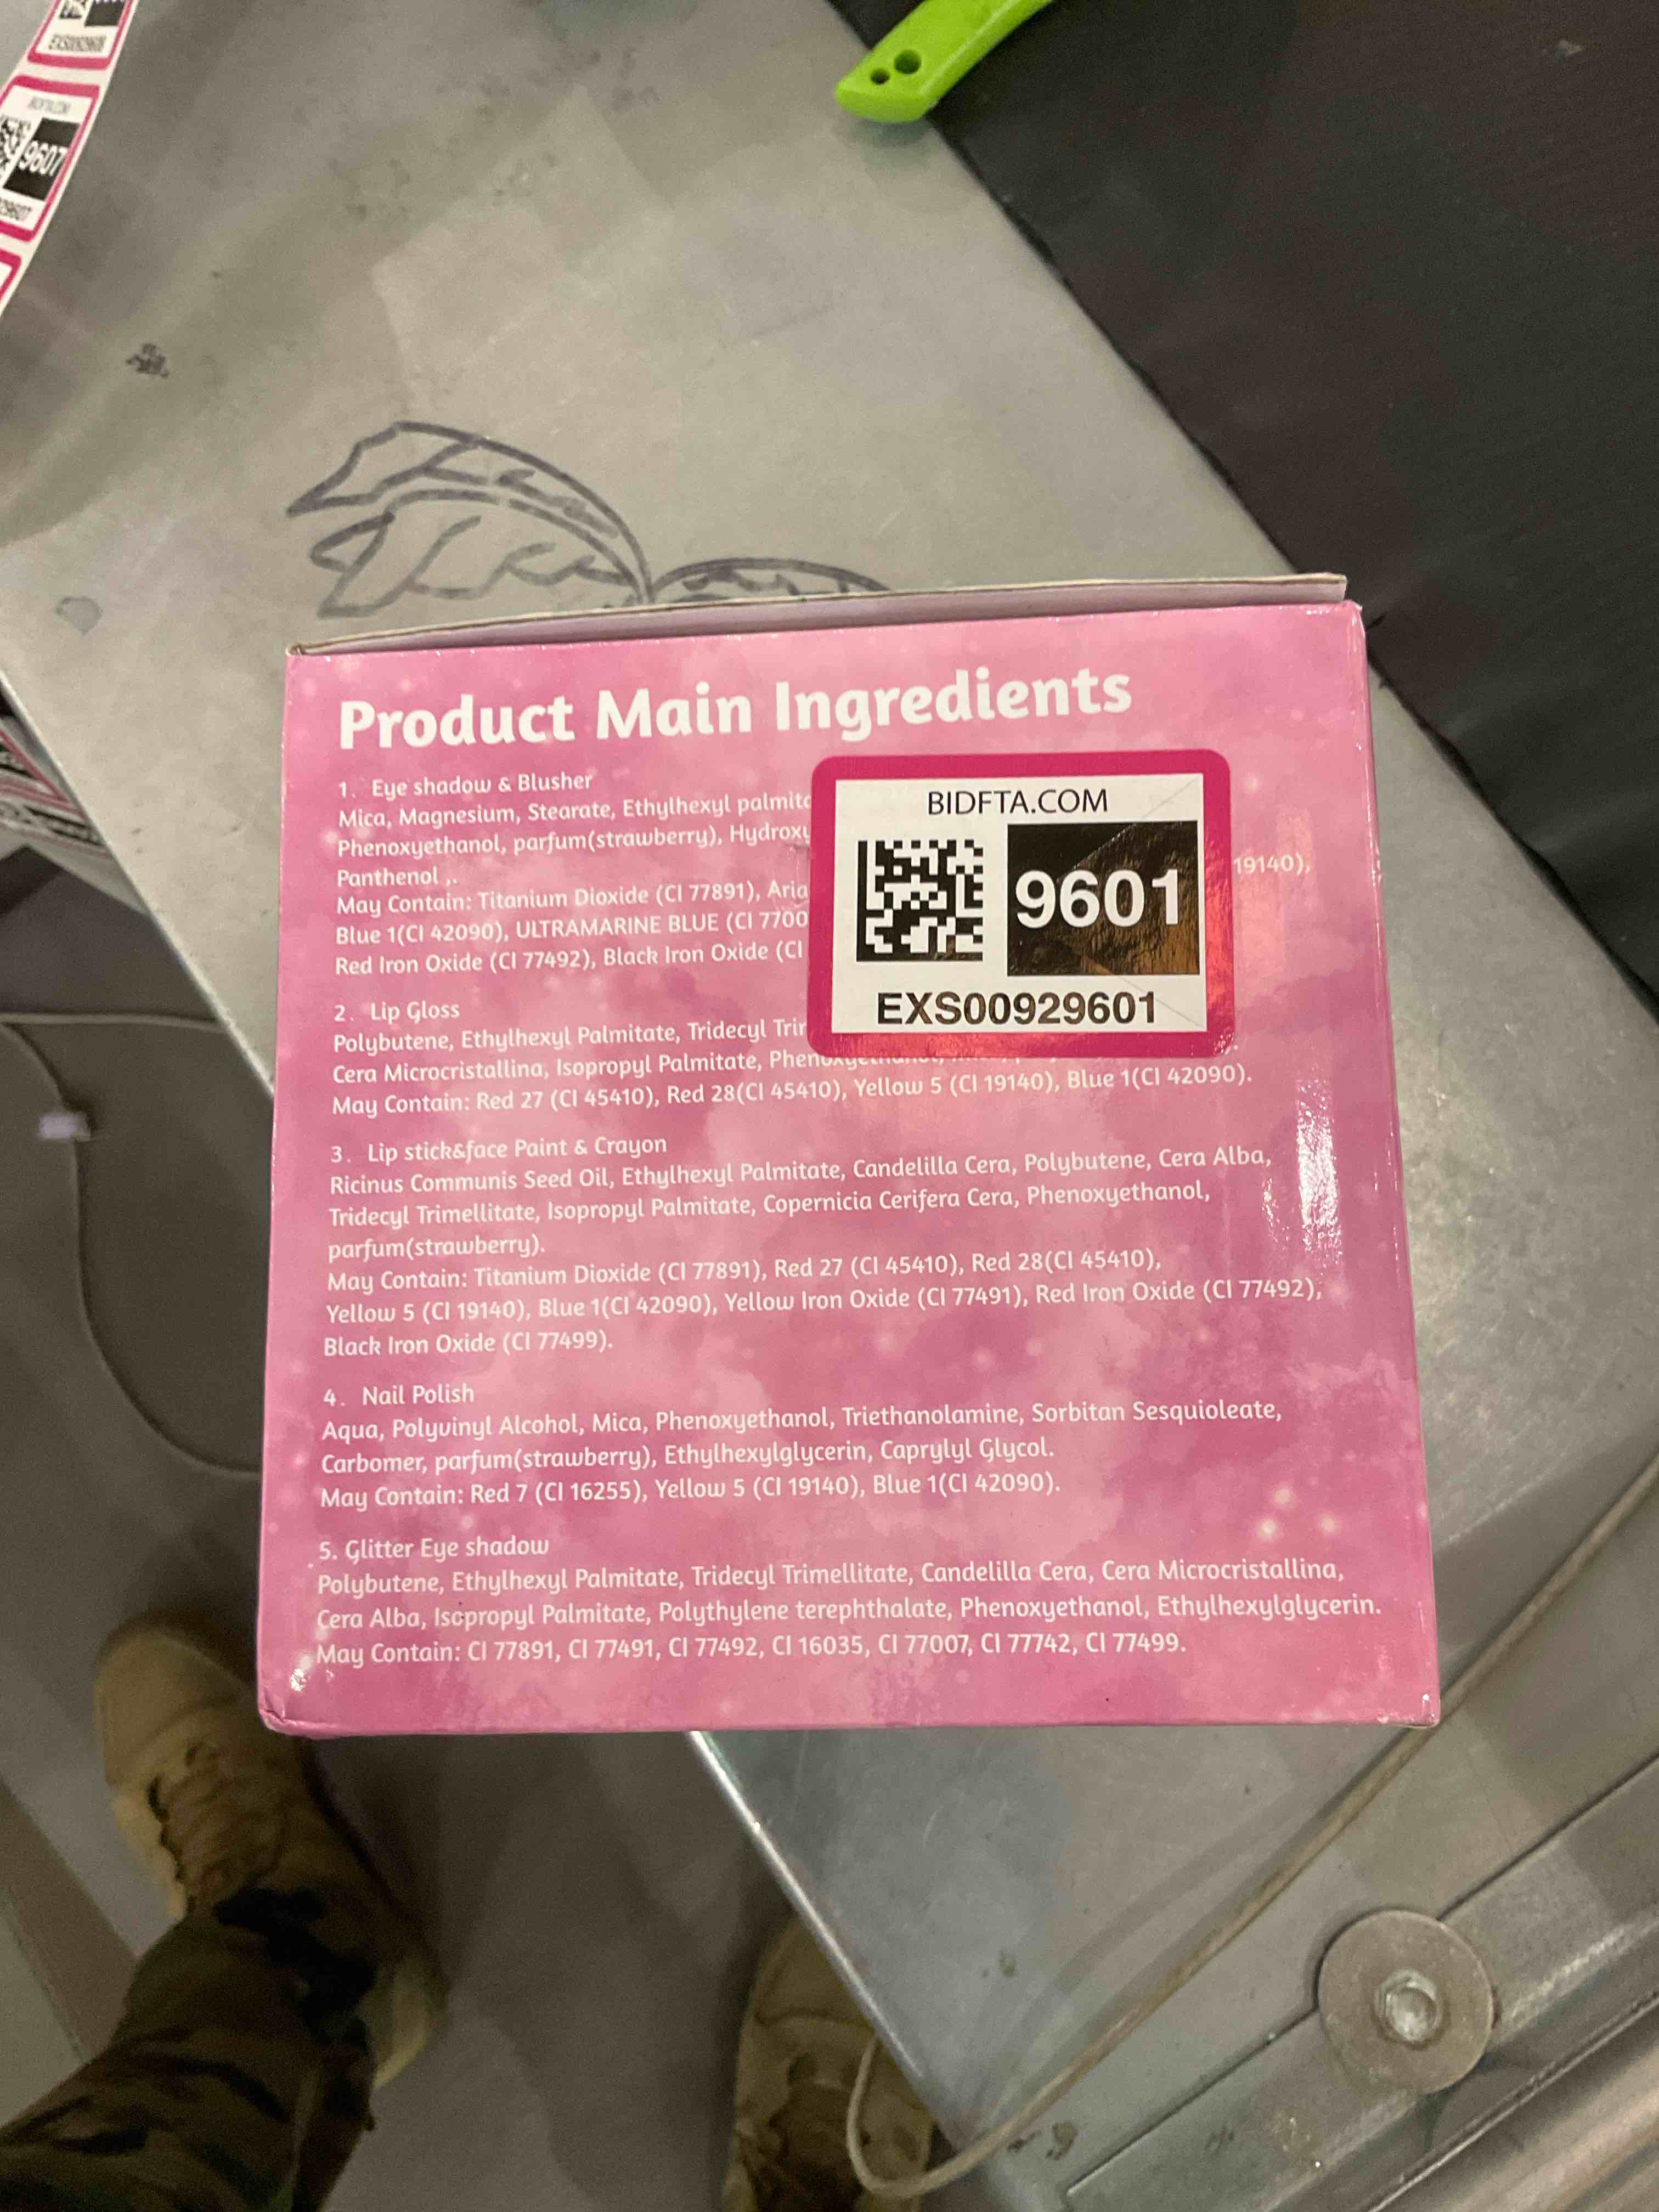 BIDFTA.COM
9607
Product Main Ingredients
1. Eye shadow & Blusher
Mica, Magnesium, Stearate, Ethylhexyl
Phenoxyethanol, parfum(strawberry),
Panthenol ,.
May Contain: Titanium Dioxide (CI 77891), 19140),
Blue 1(CI 42090), ULTRAMARINE BLUE (CI
Red Iron Oxide (CI 77492), Black Iron Oxide (CI
BIDFTA.COM
9601
EXS00929601
2. Lip Gloss
Polybutene, Ethylhexyl Palmitate, Tridecyl
Cera Microcristallina, Isopropyl Palmitate,
May Contain: Red 27 (CI 45410), Red 28(CI 45410), Yellow 5 (CI 19140), Blue 1(CI 42090).
3. Lip stick&face Paint & Crayon
Ricinus Communis Seed Oil, Ethylhexyl Palmitate, Candelilla Cera, Polybutene, Cera Alba,
Tridecyl Trimellitate, Isopropyl Palmitate, Copernicia Cerifera Cera, Phenoxyethanol,
parfum(strawberry).
May Contain: Titanium Dioxide (CI 77891), Red 27 (CI 45410), Red 28(CI 45410),
Yellow 5 (CI 19140), Blue 1(CI 42090), Yellow Iron Oxide (CI 77491), Red Iron Oxide (CI 77492),
Black Iron Oxide (CI 77499).
4. Nail Polish
Aqua, Polyvinyl Alcohol, Mica, Phenoxyethanol, Triethanolamine, Sorbitan Sesquioleate,
Carbomer, parfum(strawberry), Ethylhexylglycerin, Caprylyl Glycol.
May Contain: Red 7 (CI 16255), Yellow 5 (CI 19140), Blue 1(CI 42090).
5. Glitter Eye shadow
Polybutene, Ethylhexyl Palmitate, Tridecyl Trimellitate, Candelilla Cera, Cera Microcristallina,
Cera Alba, Isopropyl Palmitate, Polythylene terephthalate, Phenoxyethanol, Ethylhexylglycerin.
May Contain: CI 77891, CI 77491, CI 77492, CI 16035, CI 77007, CI 77742, CI 77499.